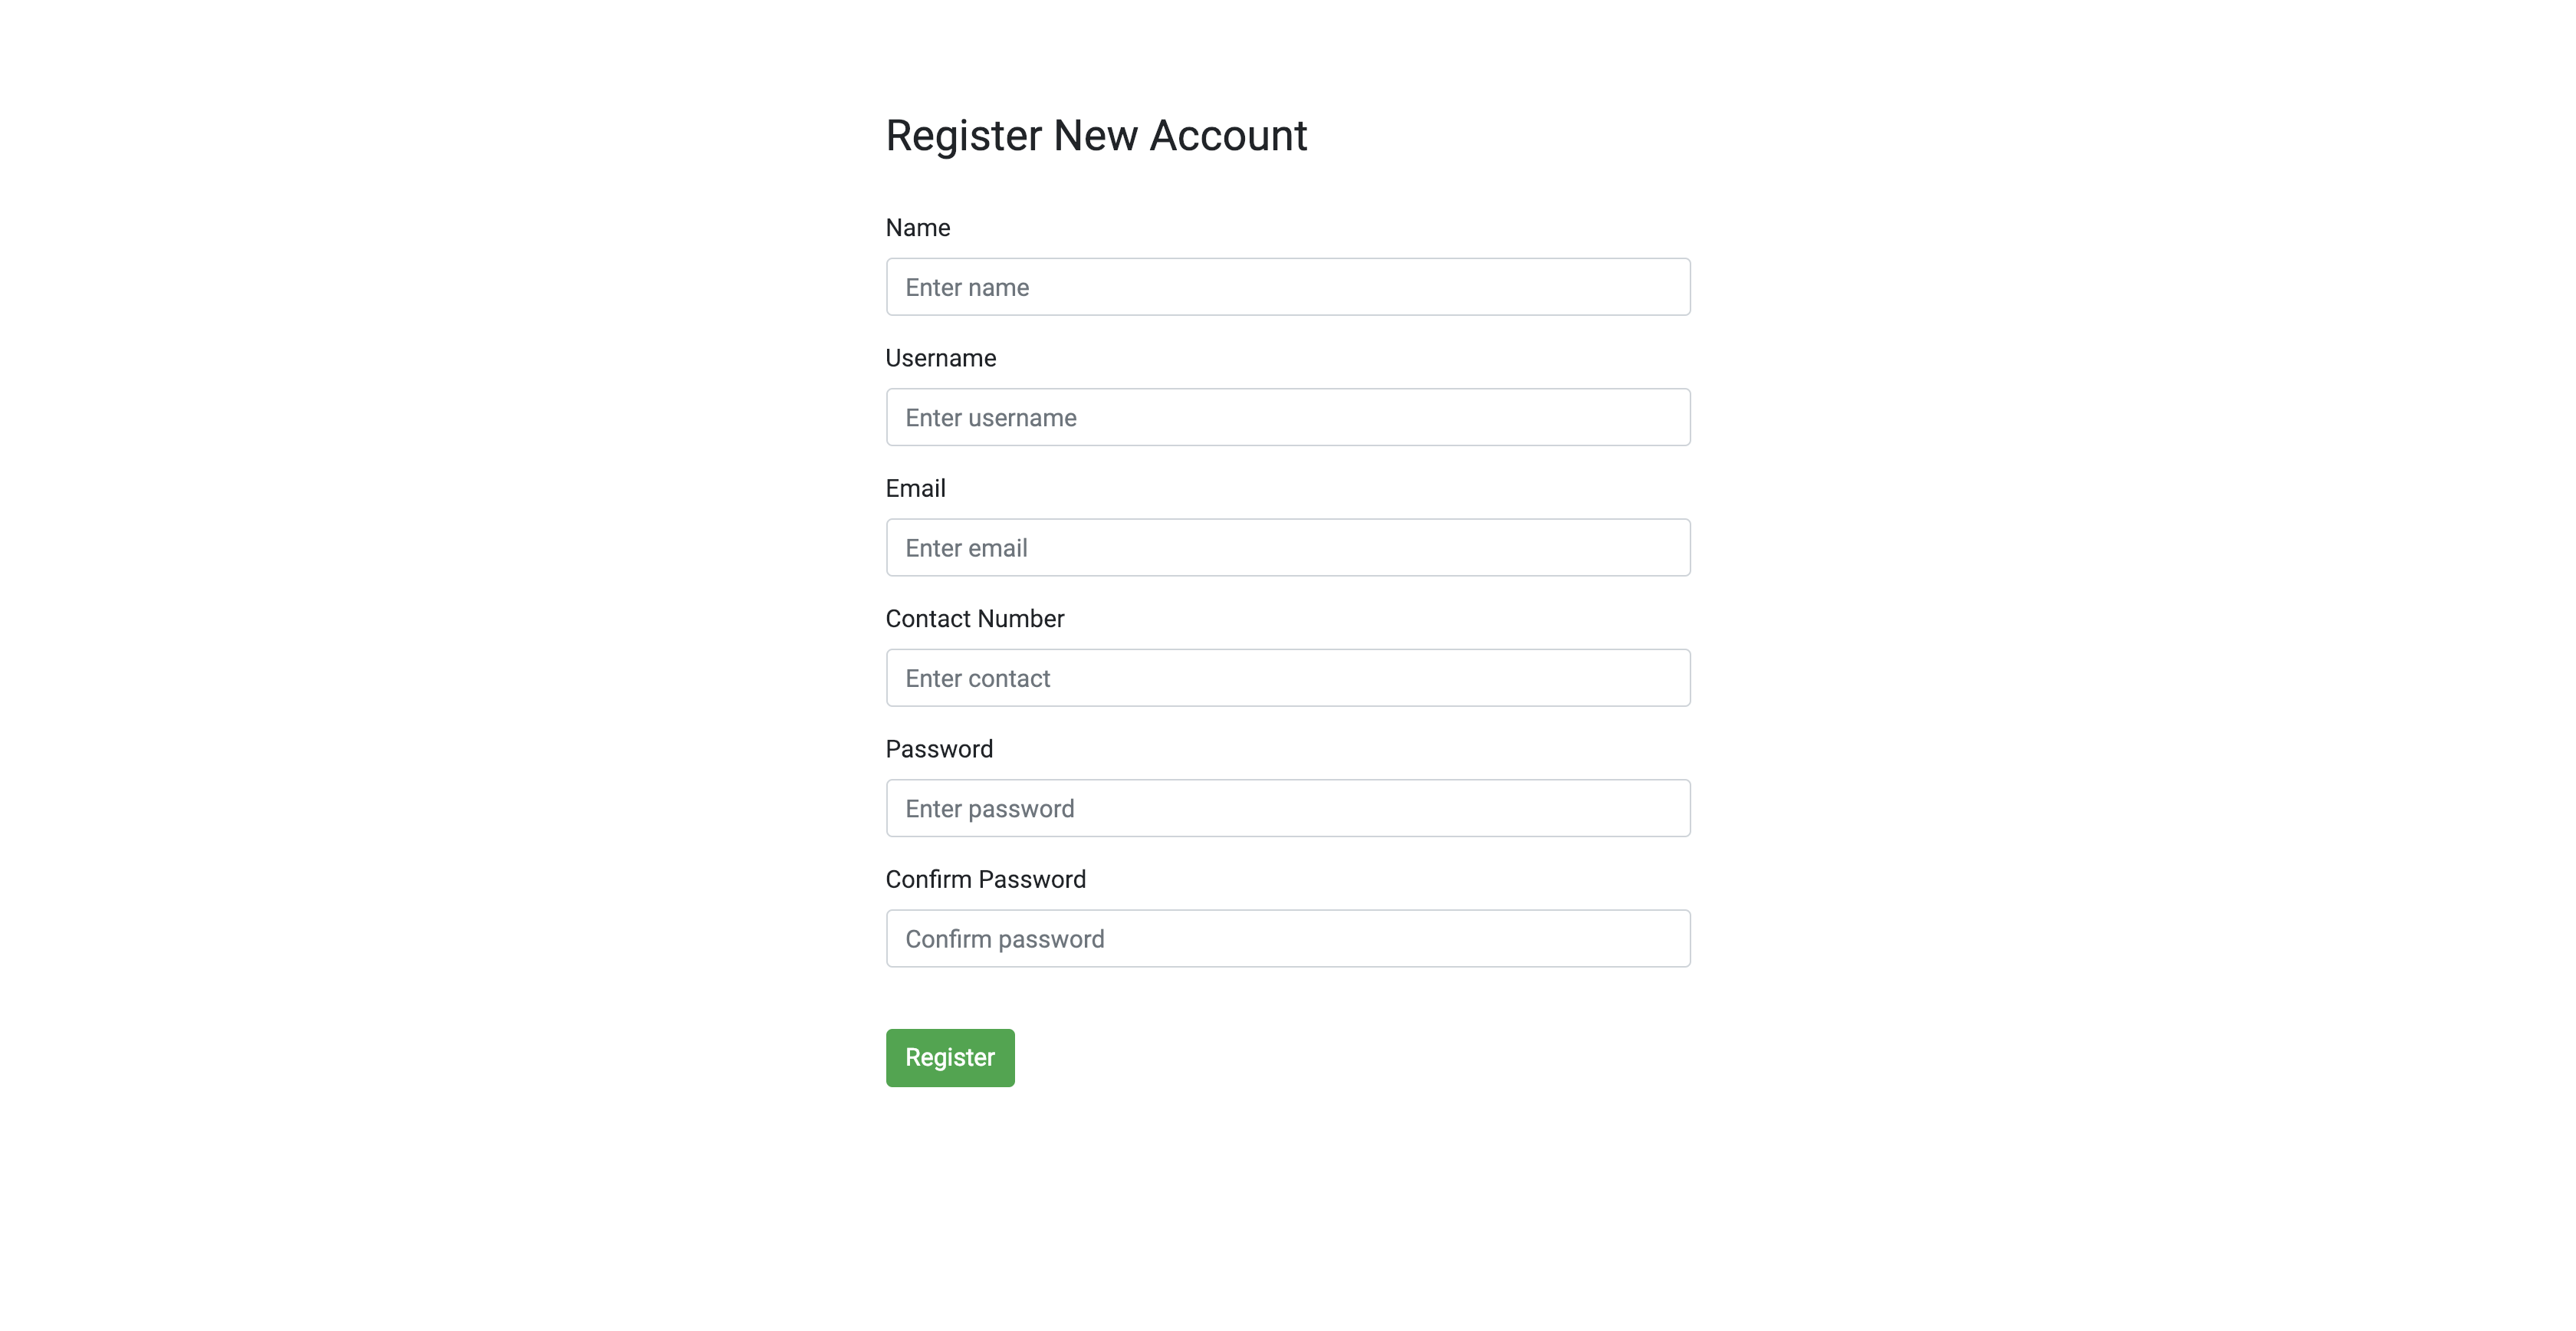 Register New Account
Name
Enter name
Username
Enter username
Email
Enter email
Contact Number
Enter contact
Password
Enter password
Confirm Password
Confirm password
Register